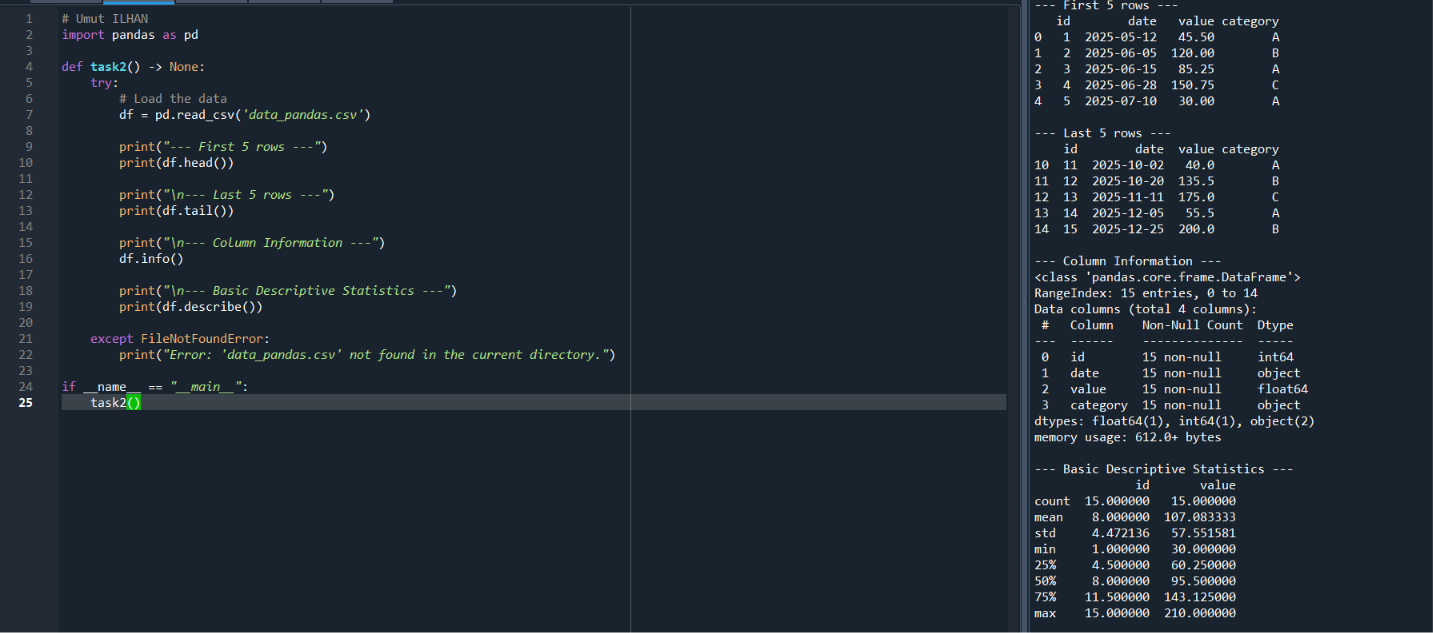 1 # Umut ILHAN
2 import pandas as pd
3
4 def task2() -> None:
5     try:
6         # Load the data
7         df = pd.read_csv('data_pandas.csv')
8
9         print("--- First 5 rows ---")
10         print(df.head())
11
12         print("\n--- Last 5 rows ---")
13         print(df.tail())
14
15         print("\n--- Column Information ---")
16         df.info()
17
18         print("\n--- Basic Descriptive Statistics ---")
19         print(df.describe())
20
21     except FileNotFoundError:
22         print("Error: 'data_pandas.csv' not found in the current directory.")
23
24 if __name__ == "__main__":
25     task2()
--- First 5 rows ---
   id        date   value category
0   1  2025-05-12   45.50        A
1   2  2025-06-05  120.00        B
2   3  2025-06-15   85.25        A
3   4  2025-06-28  150.75        C
4   5  2025-07-10   30.00        A

--- Last 5 rows ---
    id        date  value category
10  11  2025-10-02   40.0        A
11  12  2025-10-20  135.5        B
12  13  2025-11-11  175.0        C
13  14  2025-12-05   55.5        A
14  15  2025-12-25  200.0        B

--- Column Information ---
<class 'pandas.core.frame.DataFrame'>
RangeIndex: 15 entries, 0 to 14
Data columns (total 4 columns):
 #   Column    Non-Null Count  Dtype
---  ------    --------------  -----
 0   id        15 non-null     int64
 1   date      15 non-null     object
 2   value     15 non-null     float64
 3   category  15 non-null     object
dtypes: float64(1), int64(1), object(2)
memory usage: 612.0+ bytes

--- Basic Descriptive Statistics ---
              id       value
count  15.000000   15.000000
mean    8.000000  107.083333
std     4.472136   57.551581
min     1.000000   30.000000
25%     4.500000   60.250000
50%     8.000000   95.500000
75%    11.500000  143.125000
max    15.000000  210.000000